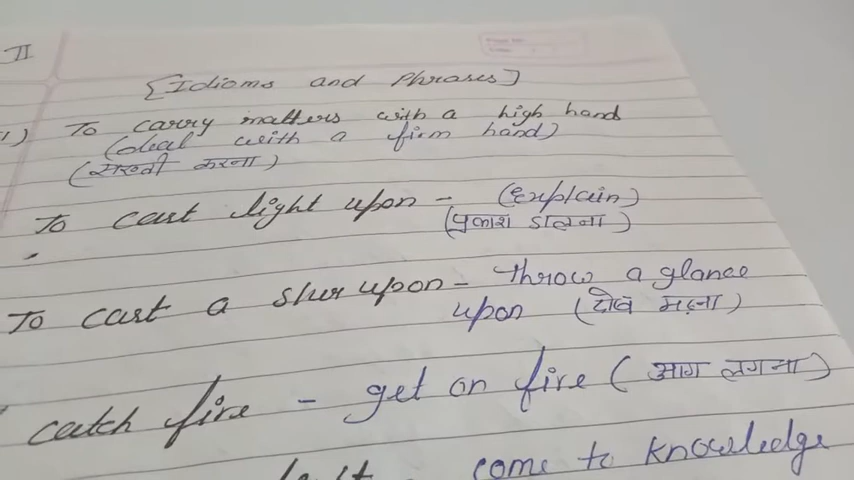 II
[Idioms and Phrases]
1) To carry matters with a high hand
(deal with a firm hand)
(सख्ती करना)
To cast light upon - (Explain)
(प्रकाश डालना)
To cast a slur upon - Throw a glance
upon (दोष मढ़ना)
catch fire - get on fire (आग लगना)
come to knowledge